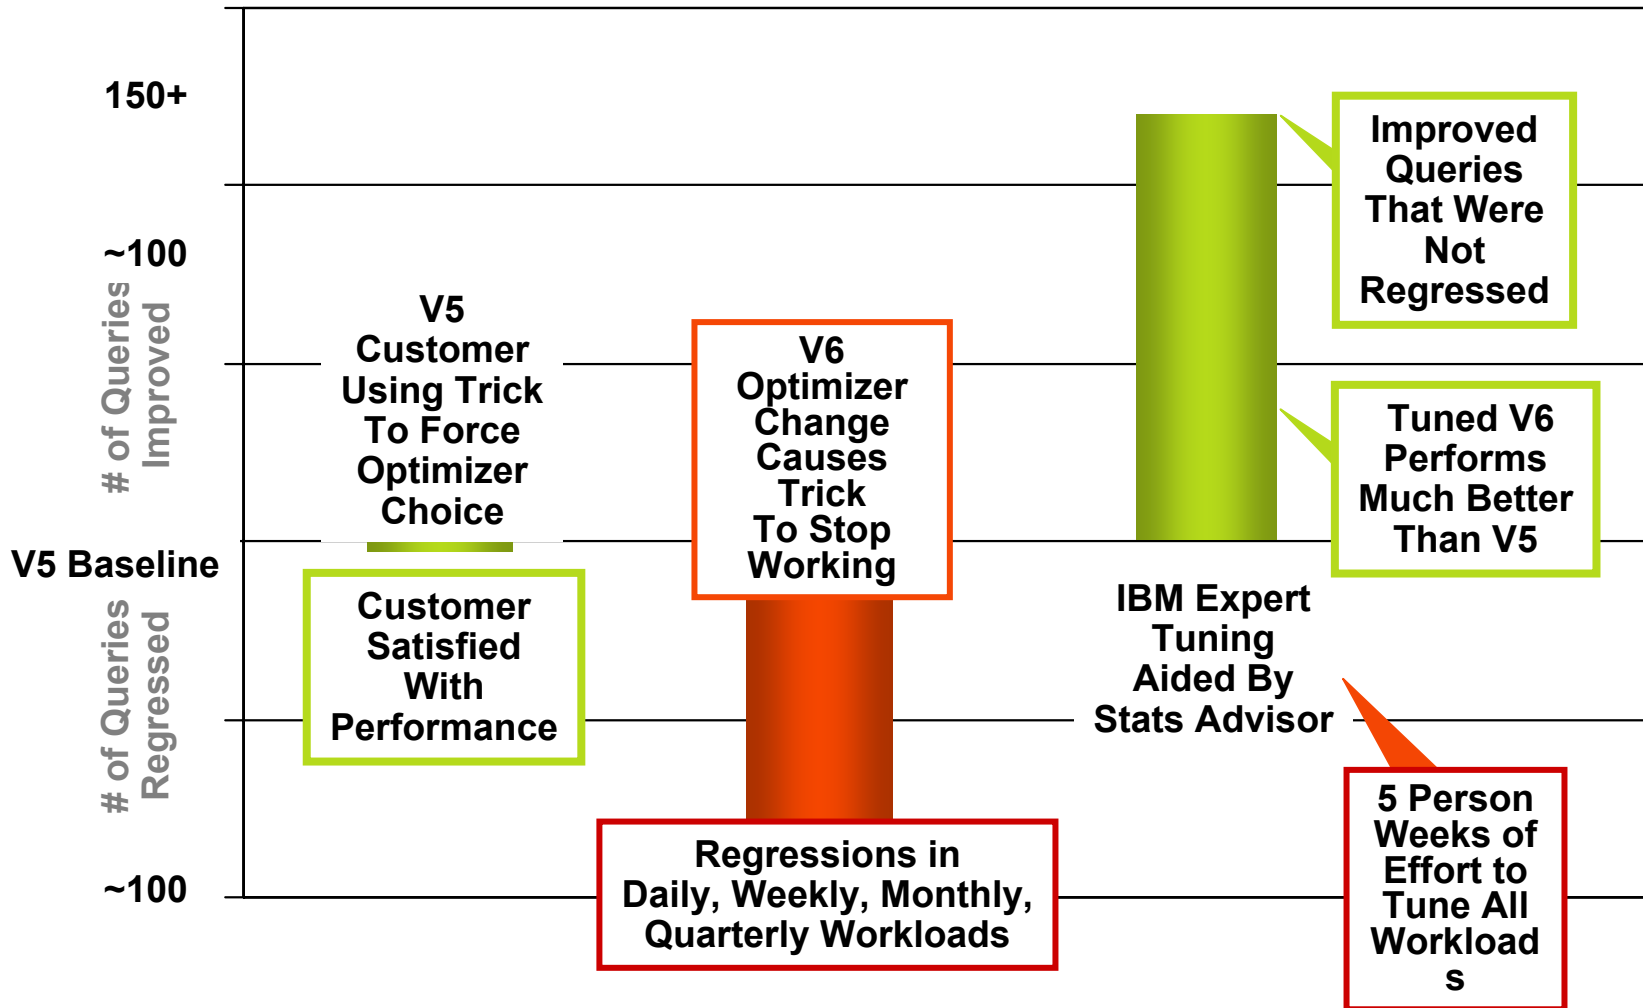 150+
~100
# of Queries
Improved
V5 Baseline
# of Queries
Regressed
~100
V5
Customer
Using Trick
To Force
Optimizer
Choice
Customer
Satisfied
With
Performance
V6
Optimizer
Change
Causes
Trick
To Stop
Working
Regressions in
Daily, Weekly, Monthly,
Quarterly Workloads
Improved
Queries
That Were
Not
Regressed
Tuned V6
Performs
Much Better
Than V5
IBM Expert
Tuning
Aided By
Stats Advisor
5 Person
Weeks of
Effort to
Tune All
Workload
s